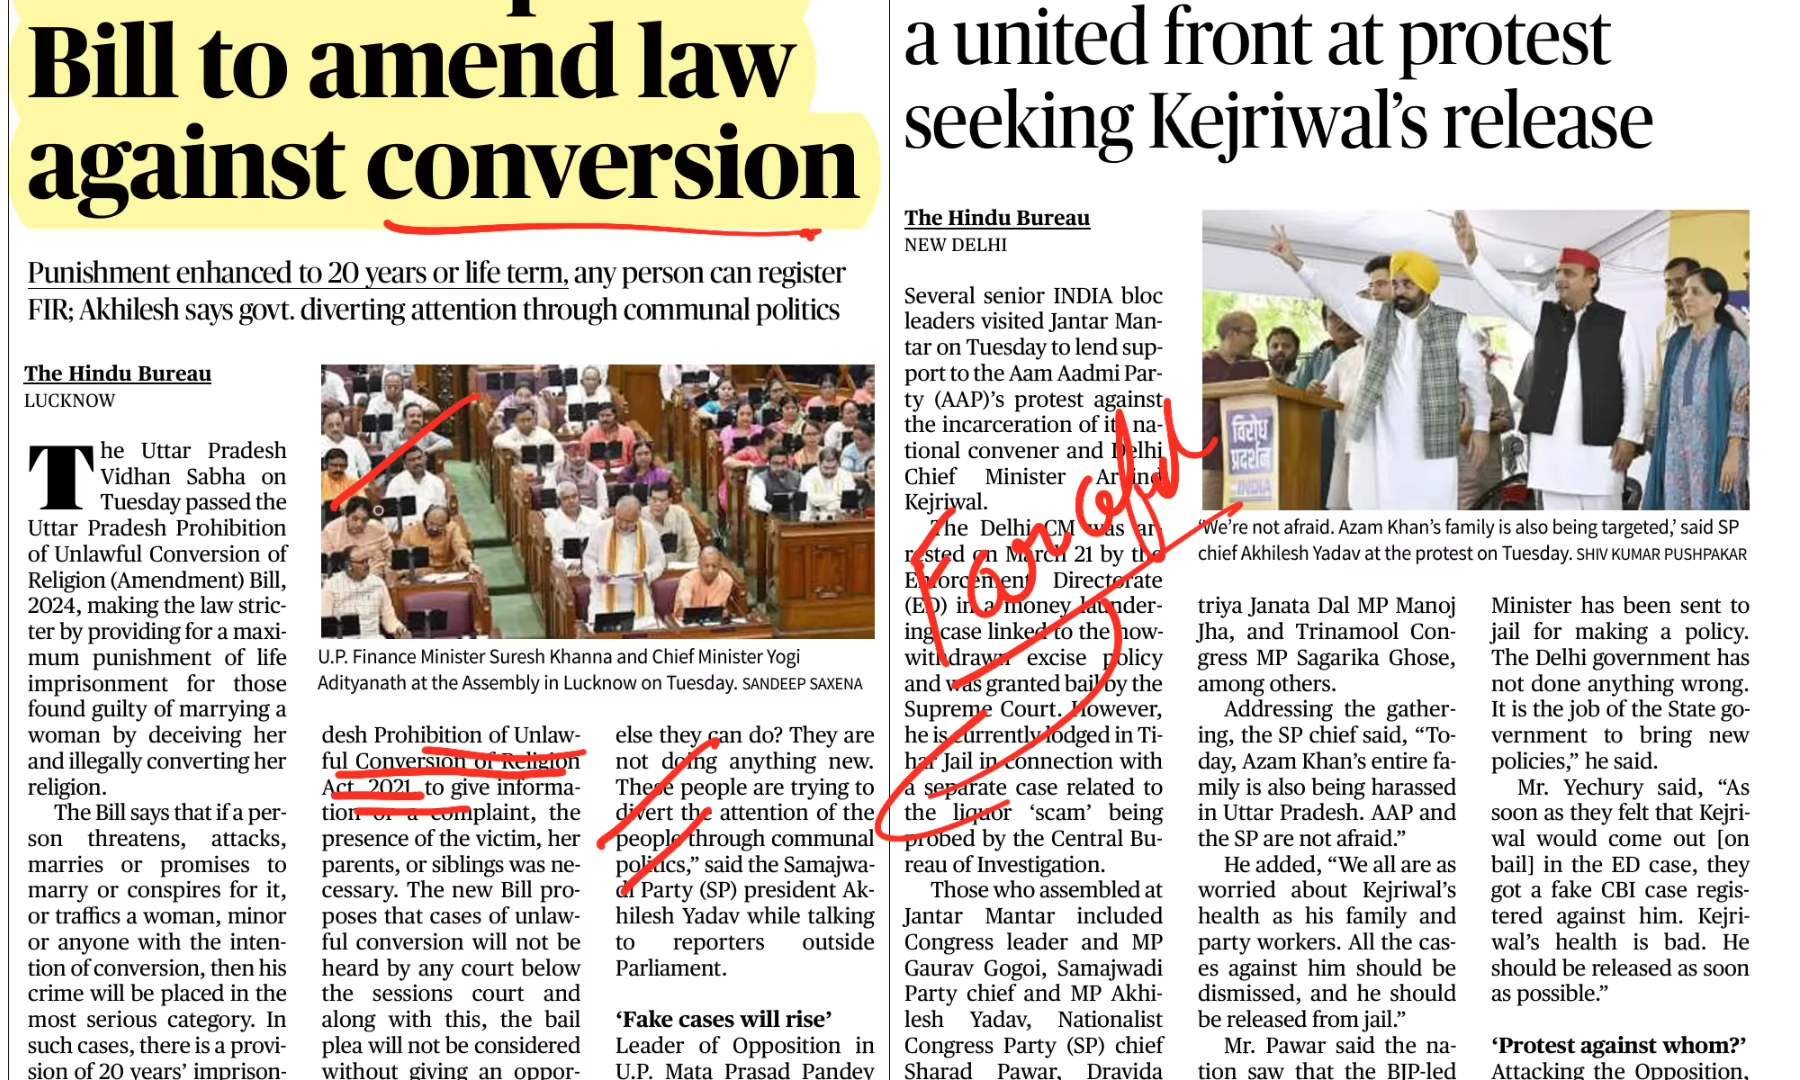 Bill to amend law
against conversion
Punishment enhanced to 20 years or life term, any person can register
FIR; Akhilesh says govt. diverting attention through communal politics
The Hindu Bureau
LUCKNOW
The Uttar Pradesh
Vidhan Sabha on
Tuesday passed the
Uttar Pradesh Prohibition
of Unlawful Conversion of
Religion (Amendment) Bill,
2024, making the law stric-
ter by providing for a maxi-
mum punishment of life
imprisonment for those
found guilty of marrying a
woman by deceiving her
and illegally converting her
religion.
The Bill says that if a per-
son threatens, attacks,
marries or promises to
marry or conspires for it,
or traffics a woman, minor
or anyone with the inten-
tion of conversion, then his
crime will be placed in the
most serious category. In
such cases, there is a provi-
sion of 20 years’ imprison-
U.P. Finance Minister Suresh Khanna and Chief Minister Yogi
Adityanath at the Assembly in Lucknow on Tuesday. SANDEEP SAXENA
desh Prohibition of Unlaw-
ful Conversion of Religion
Act, 2021, to give informa-
tion or a complaint, the
presence of the victim, her
parents, or siblings was ne-
cessary. The new Bill pro-
poses that cases of unlaw-
ful conversion will not be
heard by any court below
the sessions court and
along with this, the bail
plea will not be considered
without giving an oppor-
else they can do? They are
not doing anything new.
These people are trying to
divert the attention of the
people through communal
politics,” said the Samajwa-
di Party (SP) president Ak-
hilesh Yadav while talking
to reporters outside
Parliament.
‘Fake cases will rise’
Leader of Opposition in
U.P. Mata Prasad Pandey
a united front at protest
seeking Kejriwal’s release
The Hindu Bureau
NEW DELHI
Several senior INDIA bloc
leaders visited Jantar Man-
tar on Tuesday to lend sup-
port to the Aam Aadmi Par-
ty (AAP)’s protest against
the incarceration of its na-
tional convener and Delhi
Chief Minister Arvind
Kejriwal.
The Delhi CM was ar-
rested on March 21 by the
Enforcement Directorate
(ED) in a money launder-
ing case linked to the now-
withdrawn excise policy
and was granted bail by the
Supreme Court. However,
he is currently lodged in Ti-
har Jail in connection with
a separate case related to
the liquor ‘scam’ being
probed by the Central Bu-
reau of Investigation.
Those who assembled at
Jantar Mantar included
Congress leader and MP
Gaurav Gogoi, Samajwadi
Party chief and MP Akhi-
lesh Yadav, Nationalist
Congress Party (SP) chief
Sharad Pawar, Dravida
Forceful
विरोध
प्रदर्शन
INDIA
‘We’re not afraid. Azam Khan’s family is also being targeted,’ said SP
chief Akhilesh Yadav at the protest on Tuesday. SHIV KUMAR PUSHPAKAR
triya Janata Dal MP Manoj
Jha, and Trinamool Con-
gress MP Sagarika Ghose,
among others.
Addressing the gather-
ing, the SP chief said, “To-
day, Azam Khan’s entire fa-
mily is also being harassed
in Uttar Pradesh. AAP and
the SP are not afraid.”
He added, “We all are as
worried about Kejriwal’s
health as his family and
party workers. All the cas-
es against him should be
dismissed, and he should
be released from jail.”
Mr. Pawar said the na-
tion saw that the BJP-led
Minister has been sent to
jail for making a policy.
The Delhi government has
not done anything wrong.
It is the job of the State go-
vernment to bring new
policies,” he said.
Mr. Yechury said, “As
soon as they felt that Kejri-
wal would come out [on
bail] in the ED case, they
got a fake CBI case regis-
tered against him. Kejri-
wal’s health is bad. He
should be released as soon
as possible.”
‘Protest against whom?’
Attacking the Opposition,